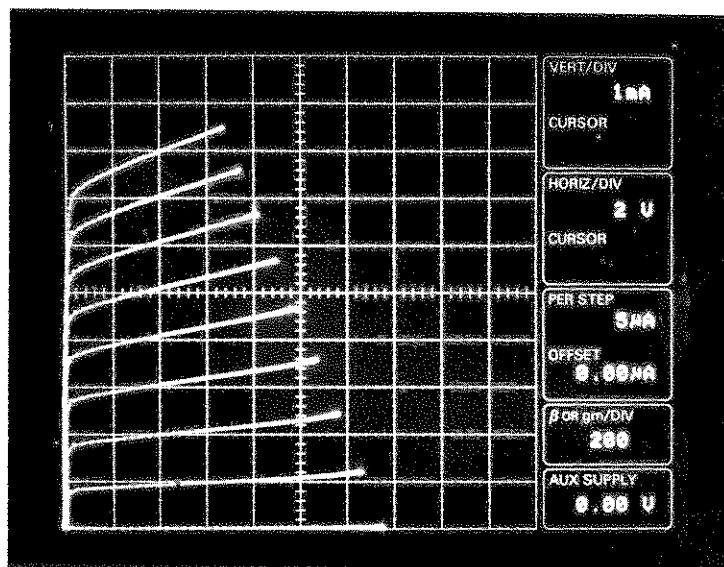 VERT/DIV
1mA
CURSOR
HORIZ/DIV
2 V
CURSOR
PER STEP
5µA
OFFSET
0.00µA
β OR gm/DIV
200
AUX SUPPLY
0.00 V